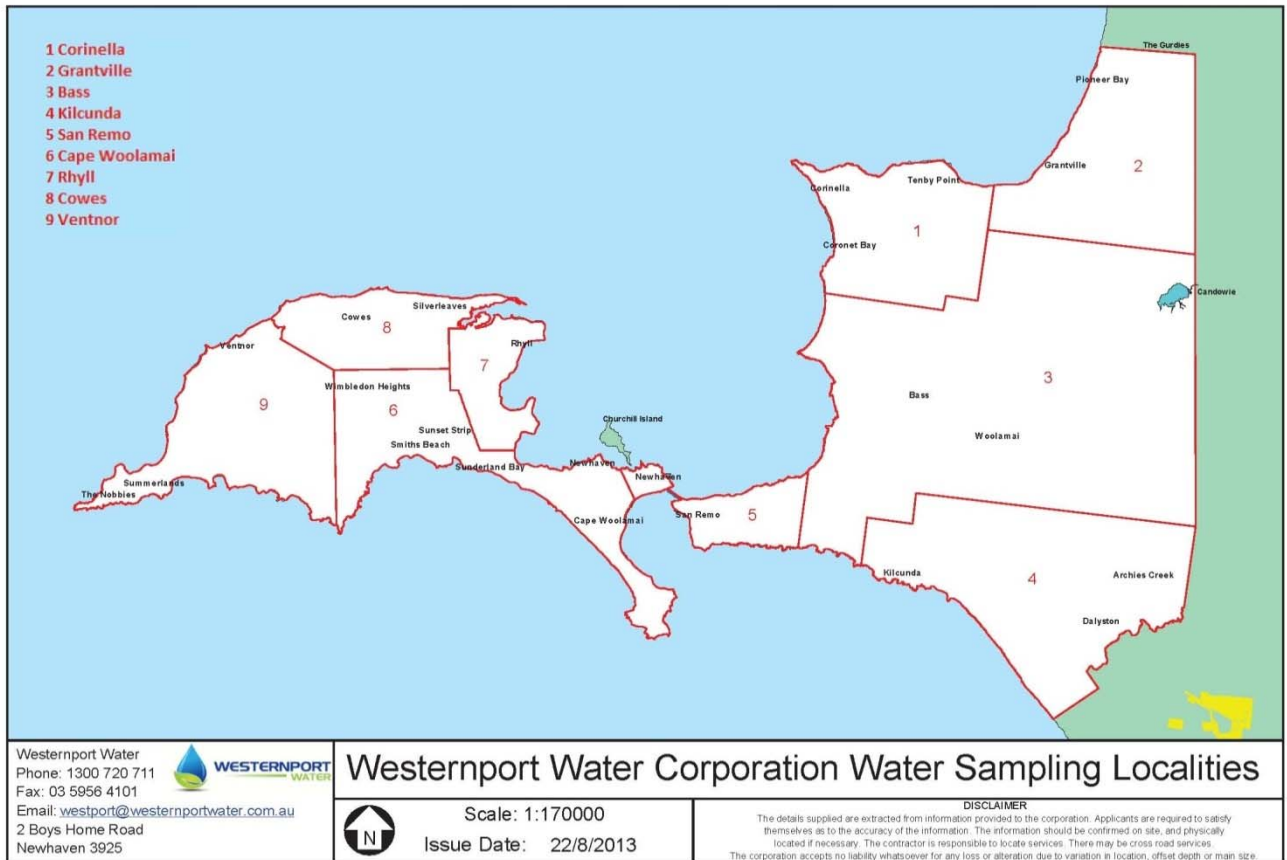 1 Corinella
2 Grantville
3 Bass
4 Kilcunda
5 San Remo
6 Cape Woolamai
7 Rhyll
8 Cowes
9 Ventnor
The Gurdies
Pioneer Bay
Grantville
2
Corinella
Tenby Point
1
Coronet Bay
Candowie
Silverleaves
Cowes
8
Ventnor
Rhyll
7
3
Wimbledon Heights
Bass
9
6
Churchill Island
Sunset Strip
Woolamai
Smiths Beach
Newhaven
Sunderland Bay
Newhaven
Summerlands
The Nobbies
San Remo
5
Cape Woolamai
Kilcunda
4
Archies Creek
Dalyston
Westernport Water
Phone: 1300 720 711
Fax: 03 5956 4101
Email: westport@westernportwater.com.au
2 Boys Home Road
Newhaven 3925
WESTERNPORT
WATER
Westernport Water Corporation Water Sampling Localities
N
Scale: 1:170000
Issue Date: 22/8/2013
DISCLAIMER
The details supplied are extracted from information provided to the corporation. Applicants are required to satisfy
themselves as to the accuracy of the information. The information should be confirmed on site, and physically
located if necessary. The contractor is responsible to locate services. There may be cross road services.
The corporation accepts no liability whatsoever for any loss or alteration due to variation in location, offset depth or main size.